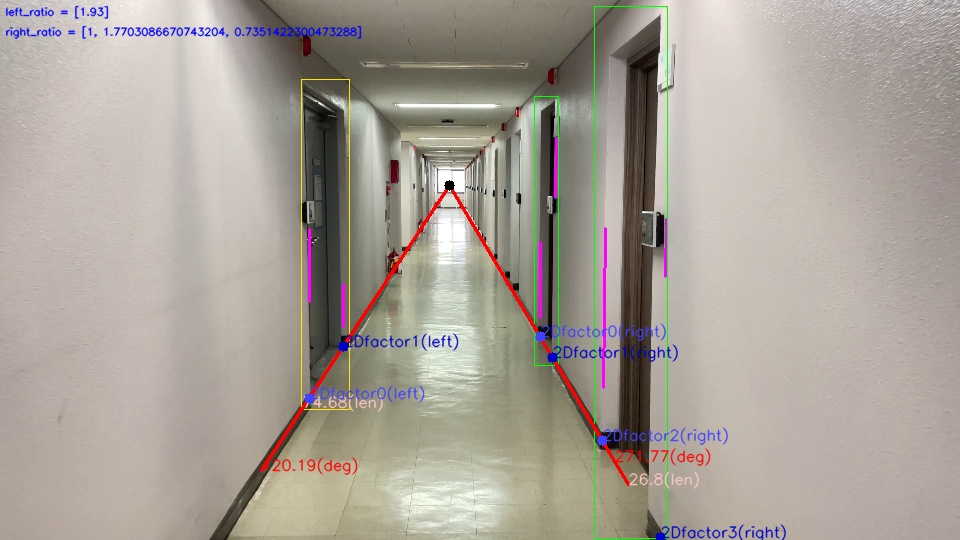 left_ratio = [1.93]
right_ratio = [1, 1.7703086670743204, 0.7351422300473288]
2Dfactor0(right)
2Dfactor1(left)
2Dfactor1(right)
2Dfactor0(left)
4.68(len)
2Dfactor2(right)
271.77(deg)
20.19(deg)
26.8(len)
2Dfactor3(right)